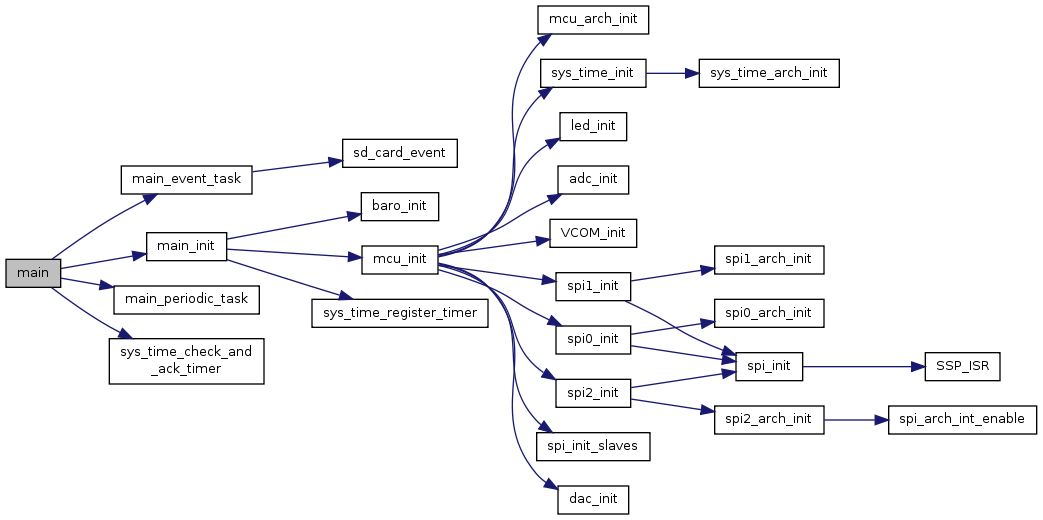 main
main_event_task
sd_card_event
main_init
baro_init
mcu_init
mcu_arch_init
sys_time_init
sys_time_arch_init
led_init
adc_init
VCOM_init
spi1_init
spi1_arch_init
spi0_init
spi0_arch_init
spi_init
SSP_ISR
spi2_init
spi2_arch_init
spi_arch_int_enable
spi_init_slaves
dac_init
sys_time_register_timer
main_periodic_task
sys_time_check_and
_ack_timer